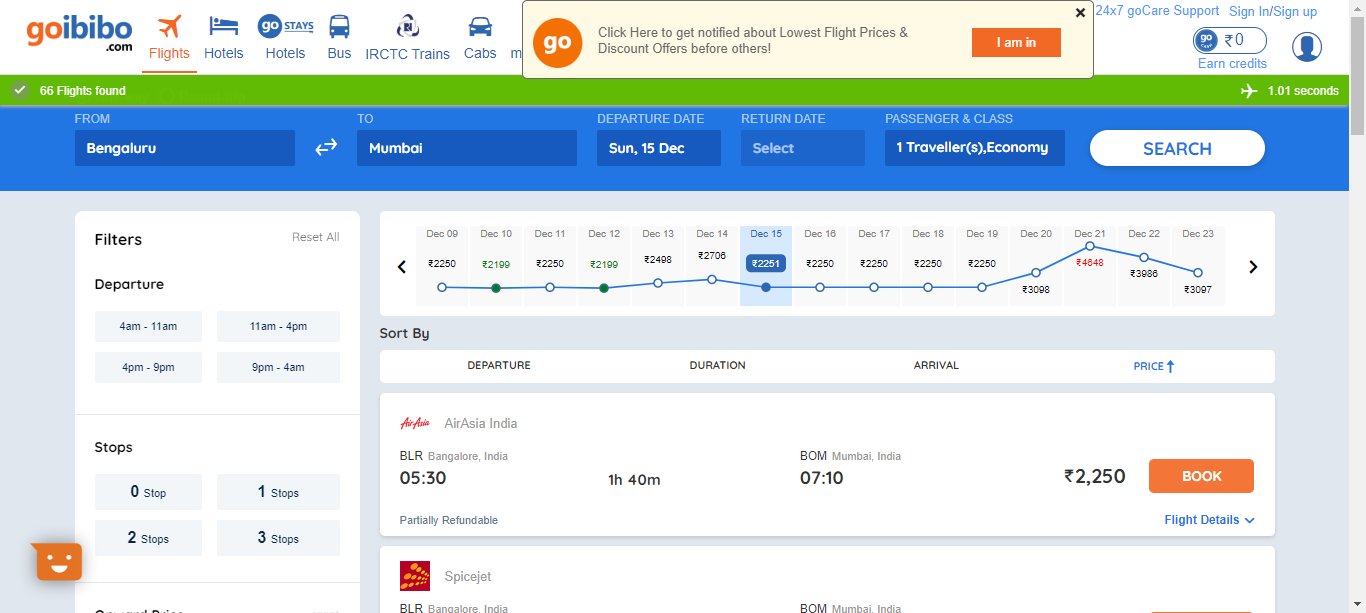 goibibo
.com
Flights
Hotels
go STAYS
Hotels
Bus
IRCTC Trains
Cabs
m
go
Click Here to get notified about Lowest Flight Prices &
Discount Offers before others!
I am in
24x7 goCare Support
Sign In/Sign up
go
CASH
₹0
Earn credits
66 Flights found
1.01 seconds
FROM
TO
DEPARTURE DATE
RETURN DATE
PASSENGER & CLASS
Bengaluru
Mumbai
Sun, 15 Dec
Select
1 Traveller(s),Economy
SEARCH
Filters
Reset All
Departure
4am - 11am
11am - 4pm
4pm - 9pm
9pm - 4am
Stops
0 Stop
1 Stops
2 Stops
3 Stops
Onward Price
reset
Dec 09
Dec 10
Dec 11
Dec 12
Dec 13
Dec 14
Dec 15
Dec 16
Dec 17
Dec 18
Dec 19
Dec 20
Dec 21
Dec 22
Dec 23
₹2250
₹2199
₹2250
₹2199
₹2498
₹2706
₹2251
₹2250
₹2250
₹2250
₹2250
₹3098
₹4648
₹3986
₹3097
Sort By
DEPARTURE
DURATION
ARRIVAL
PRICE
AirAsia
AirAsia India
BLR Bangalore, India
05:30
1h 40m
BOM Mumbai, India
07:10
₹2,250
BOOK
Partially Refundable
Flight Details
Spicejet
BLR Bangalore, India
BOM Mumbai, India